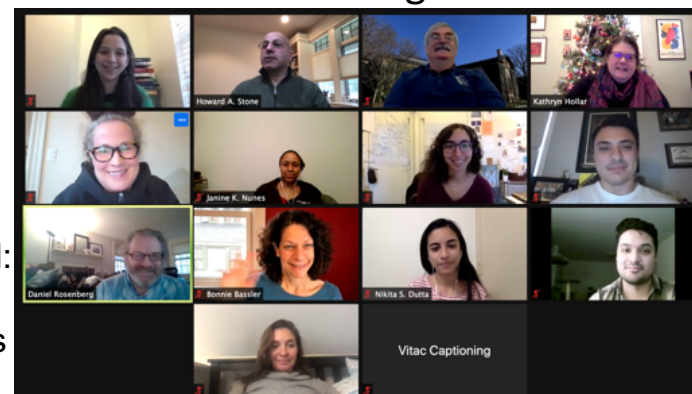 Howard A. Stone
Kathryn Hollar
Janine K. Nunes
:
Daniel Rosenberg
Bonnie Bassler
Nikita S. Dutta
s
Vitac Captioning